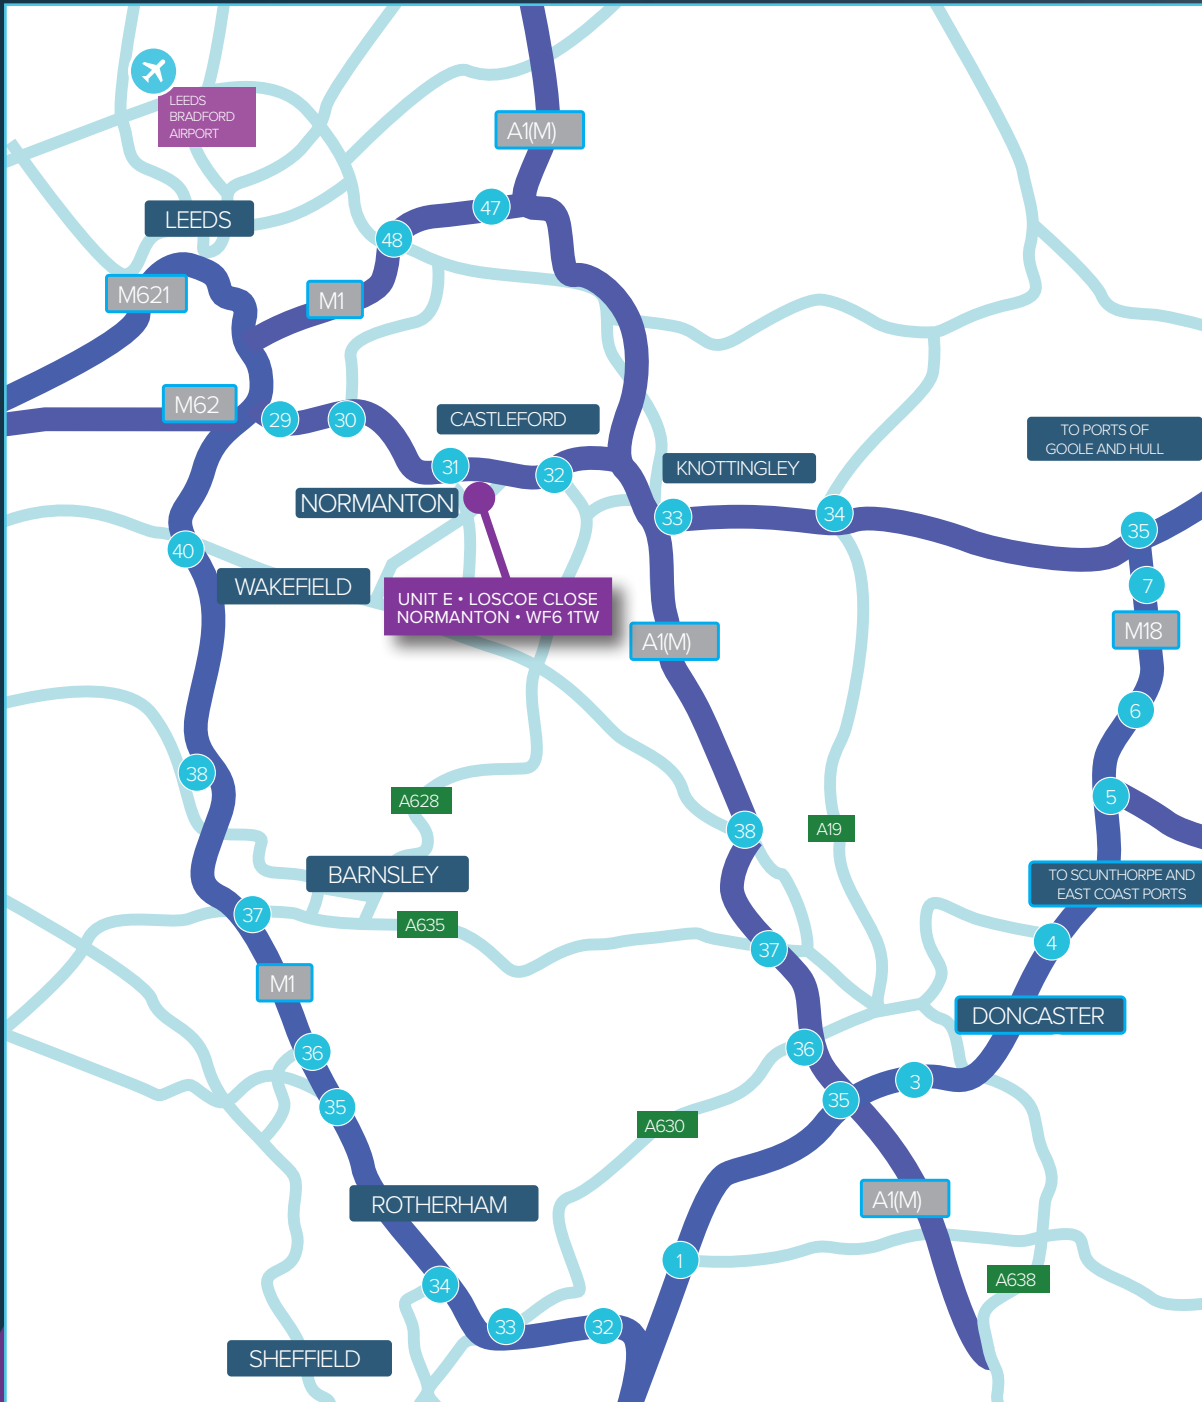 LEEDS
BRADFORD
AIRPORT
A1(M)
LEEDS
47
48
M621
M1
M62
29
30
CASTLEFORD
TO PORTS OF
GOOLE AND HULL
31
32
KNOTTINGLEY
NORMANTON
33
34
35
40
WAKEFIELD
UNIT E • LOSCOE CLOSE
NORMANTON • WF6 1TW
7
M18
A1(M)
6
38
A628
5
38
A19
BARNSLEY
TO SCUNTHORPE AND
EAST COAST PORTS
37
A635
37
4
M1
DONCASTER
36
36
35
35
3
A630
ROTHERHAM
A1(M)
1
34
A638
33
32
SHEFFIELD